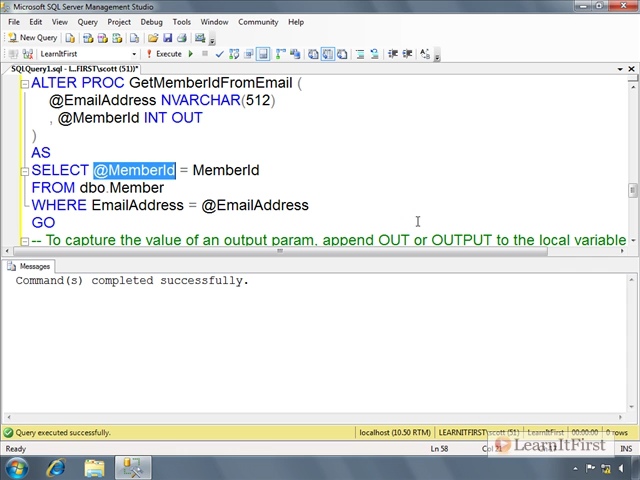 Microsoft SQL Server Management Studio
File Edit View Query Project Debug Tools Window Community Help
New Query
LearnItFirst Execute
SQLQuery1.sql - l...FIRST\scott (51))*
ALTER PROC GetMemberIdFromEmail (
@EmailAddress NVARCHAR(512)
, @MemberId INT OUT
)
AS
SELECT @MemberId = MemberId
FROM dbo.Member
WHERE EmailAddress = @EmailAddress
GO
-- To capture the value of an output param, append OUT or OUTPUT to the local variable
Messages
Command(s) completed successfully.
Query executed successfully. localhost (10.50 RTM) LEARNITFIRST\scott (51) LearnItFirst 00:00:00 0 rows
LearnItFirst
Ready Ln 58 INS